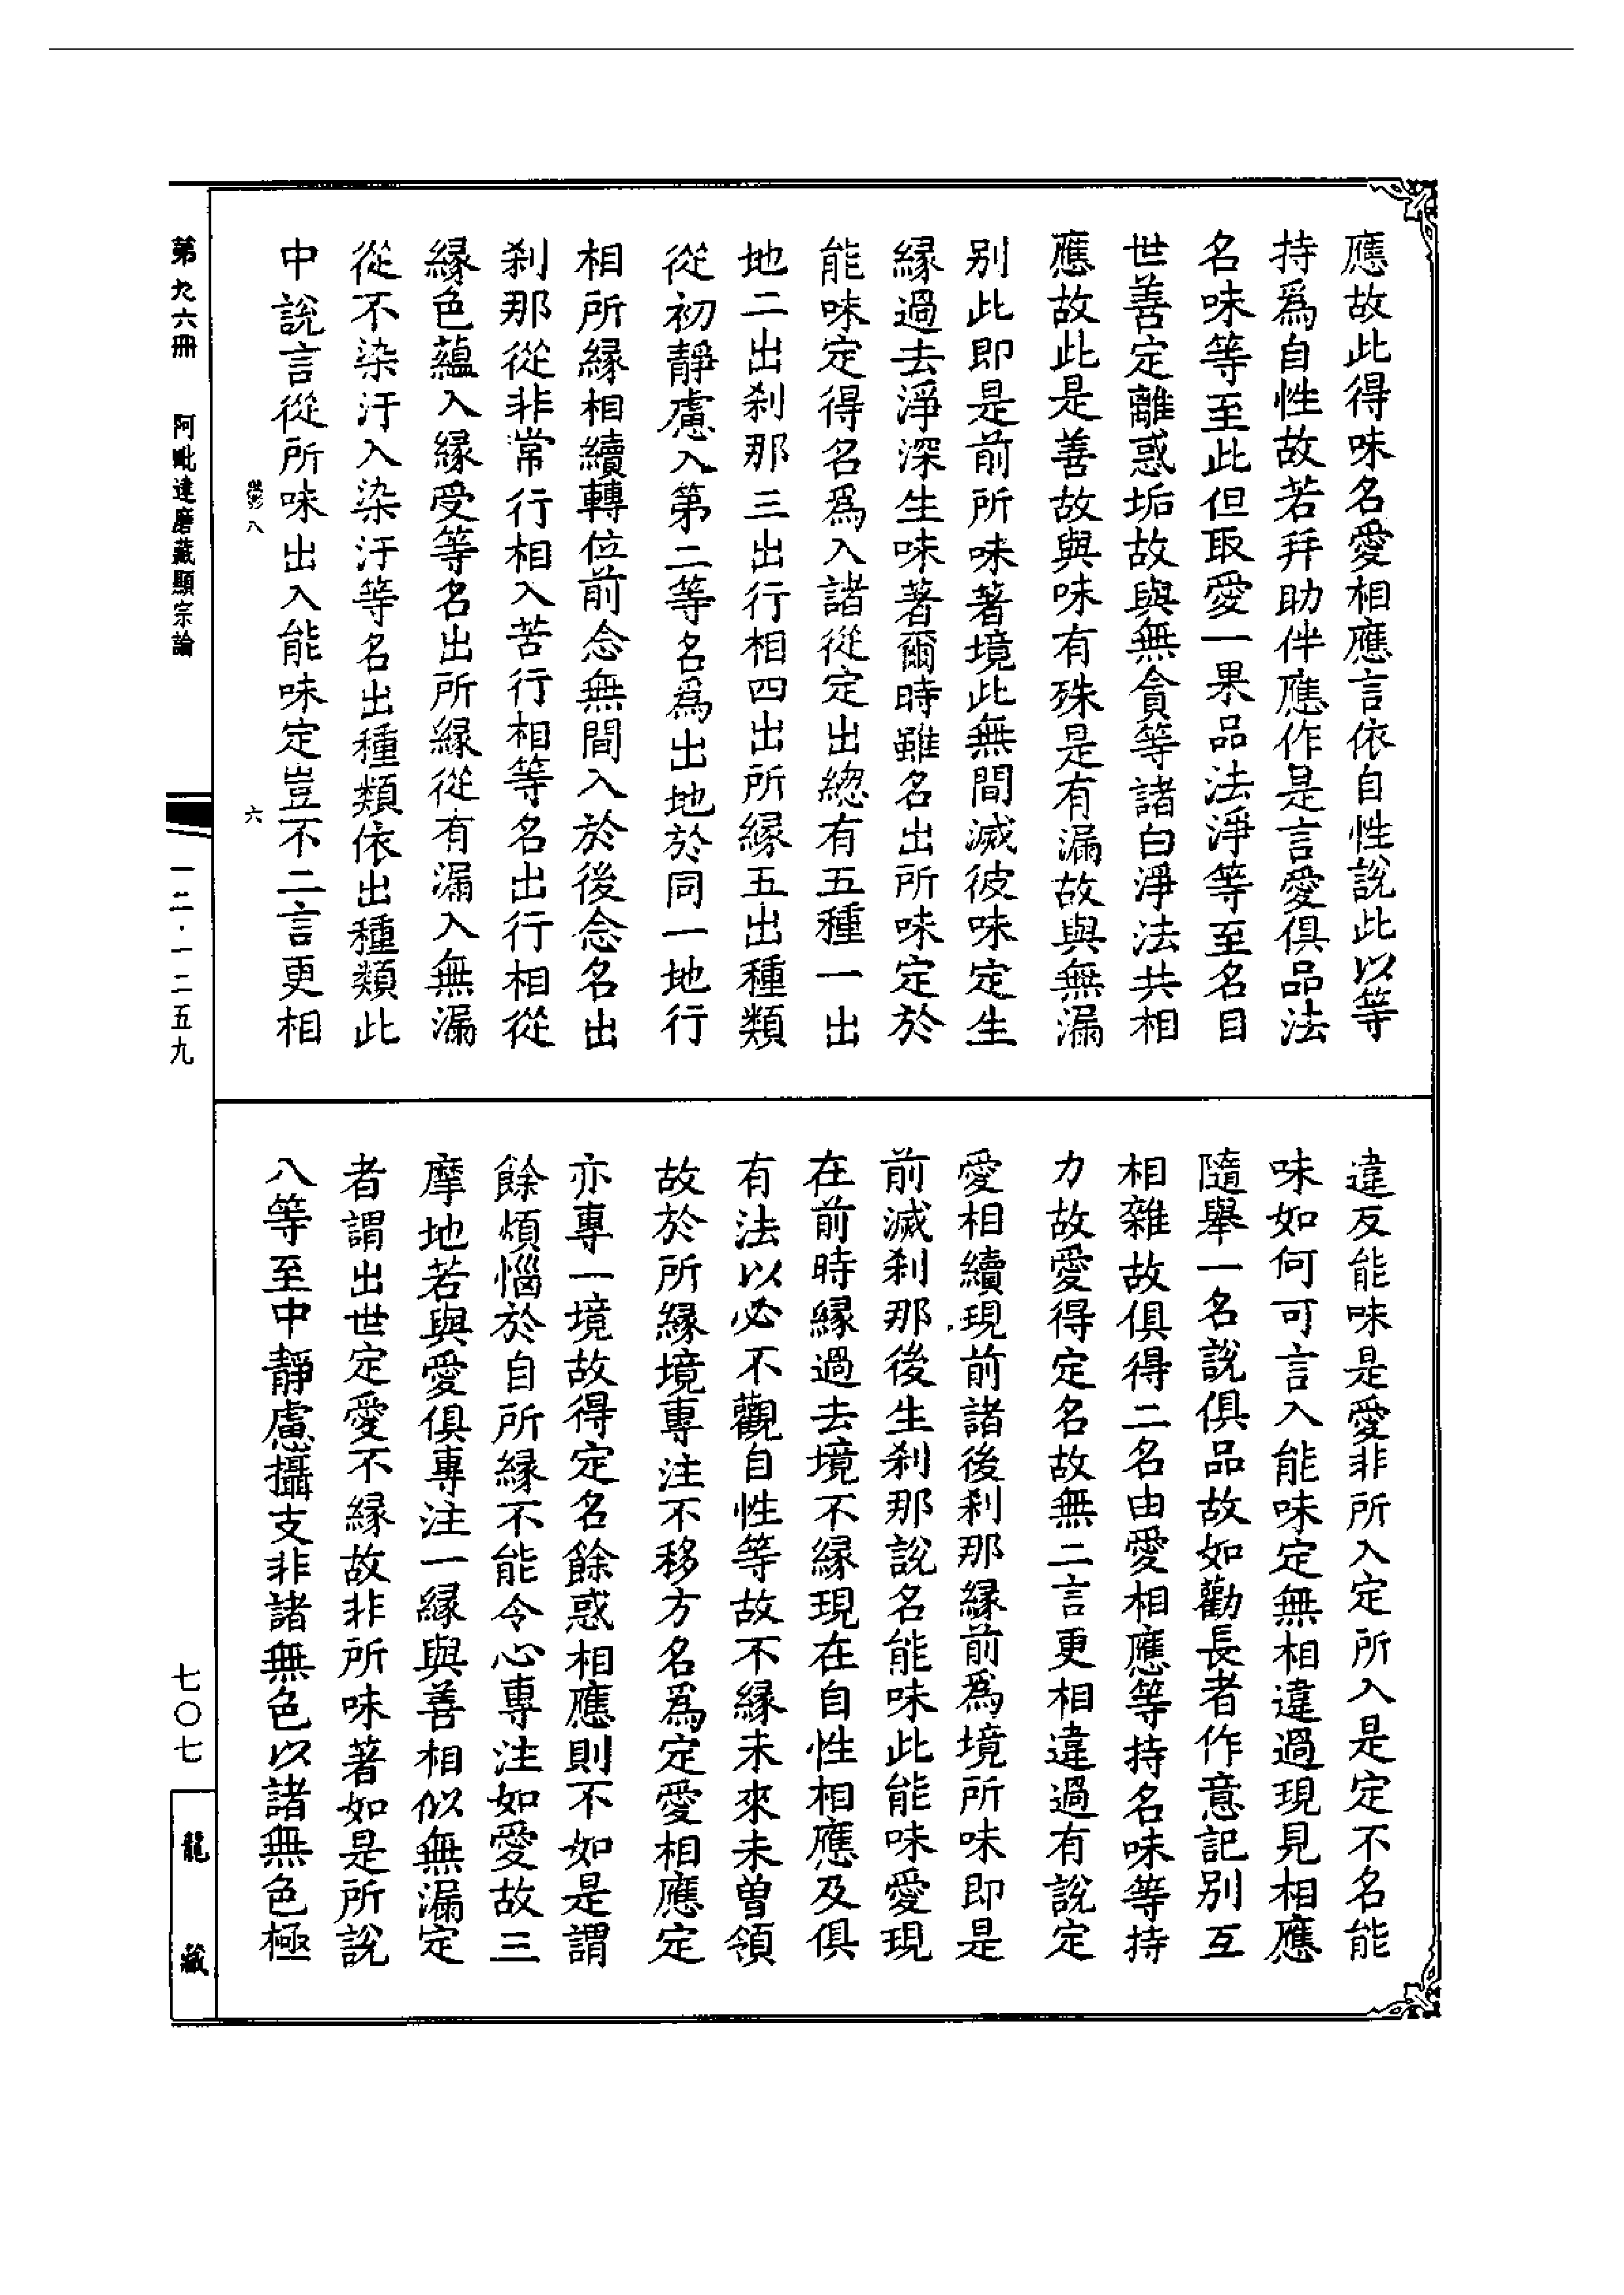 應故此得味名愛相應言依自性說此以等
持爲自性故若幷助伴應作是言愛俱品法
名味等至此但取愛一果品法淨等至名目
世善定離惑垢故與無貪等諸白淨法共相
應故此是善故與味有殊是有漏故與無漏
别此即是前所味著境此無間滅彼味定生
縁過去淨深生味著爾時雖名出所味定於
能味定得名爲入諸從定出緫有五種一出
地二出刹那三出行相四出所縁五出種類
從初靜慮入第二等名爲出地於同一地行
相所縁相續轉位前念無間入於後念名出
刹那從非常行相入苦行相等名出行相從
縁色蘊入縁受等名出所縁從有漏入無漏
從不染汙入染汙等名出種類依出種類此
中說言從所味出入能味定豈不二言更相
八
六
違反能味是愛非所入定所入是定不名能
味如何可言入能味定無相違過現見相應
隨舉一名說俱品故如勸長者作意記别互
相雜故俱得二名由愛相應等持名味等持
力故愛得定名故無二言更相違過有說定
愛相續現前諸後刹那縁前爲境所味即是
前滅刹那後生刹那說名能味此能味愛現
在前時縁過去境不縁現在自性相應及俱
有法以必不觀自性等故不縁未來未曾領
故於所縁境專注不移方名爲定愛相應定
亦專一境故得定名餘惑相應則不如是謂
餘煩惱於自所縁不能令心專注如愛故三
摩地若與愛俱專注一縁與善相似無漏定
者謂出世定愛不縁故非所味著如是所說
八等至中靜慮攝支非諸無色以諸無色極
第九六冊　阿毗達磨藏顯宗論
一二·一二五九
七〇七
龍藏